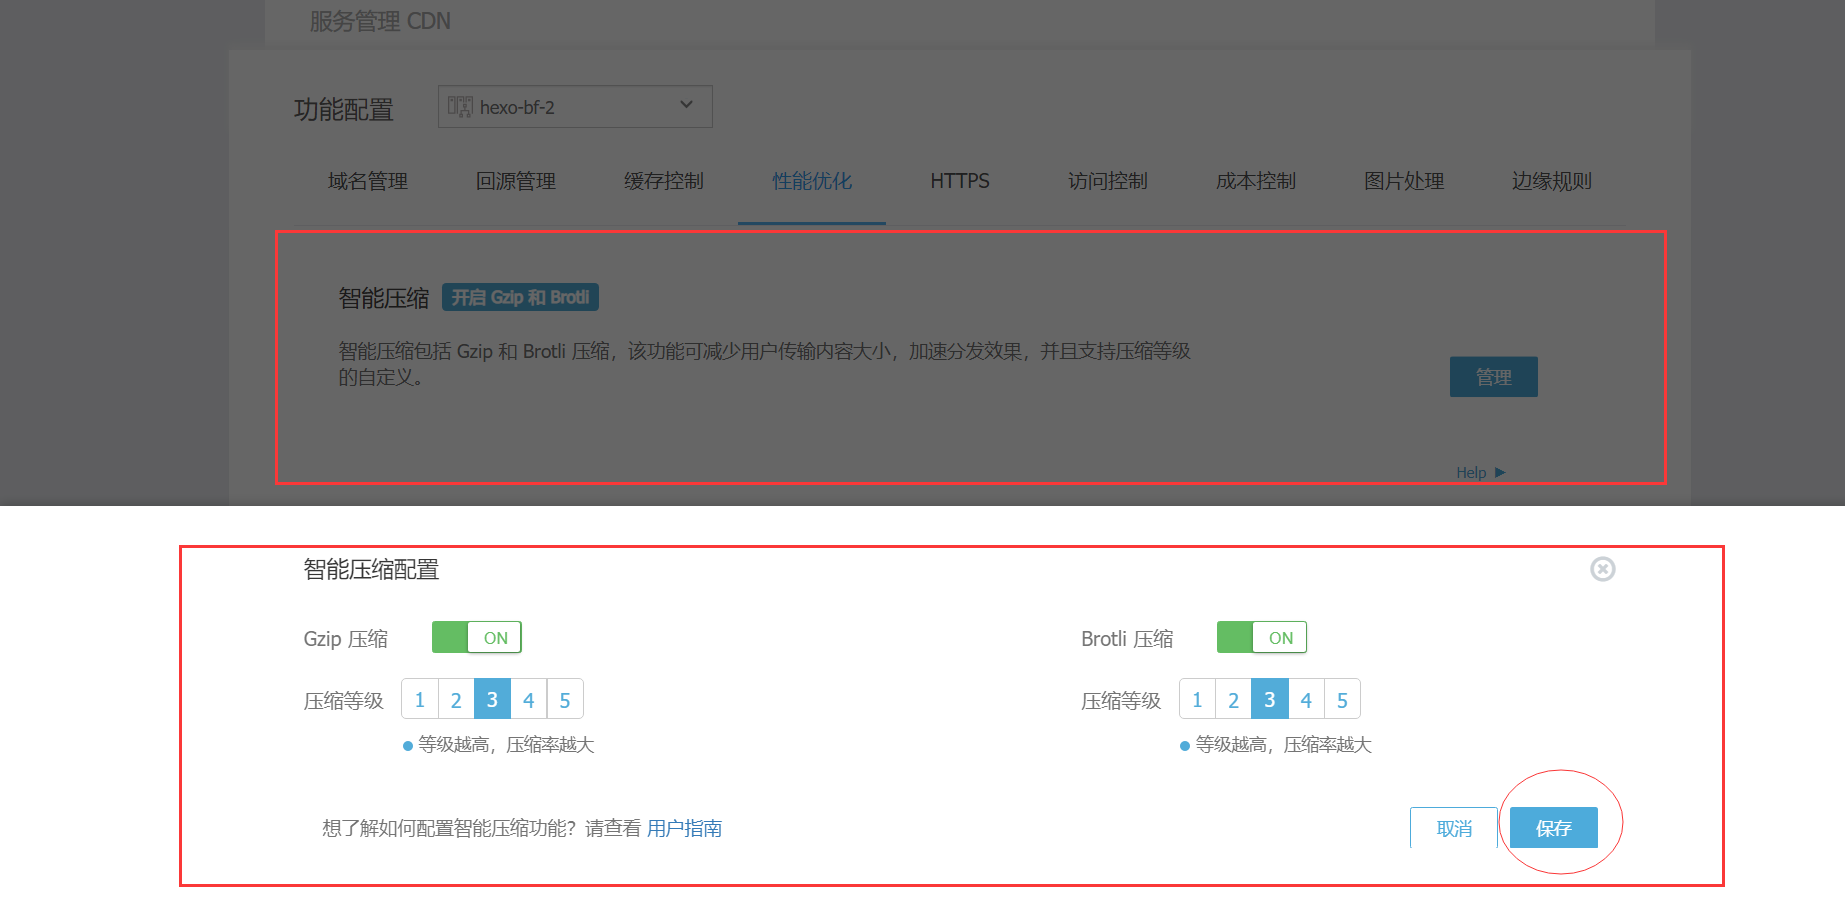 服务管理 CDN
功能配置 hexo-bf-2
域名管理 回源管理 缓存控制 性能优化 HTTPS 访问控制 成本控制 图片处理 边缘规则
智能压缩 开启 Gzip 和 Brotli
智能压缩包括 Gzip 和 Brotli 压缩，该功能可减少用户传输内容大小，加速分发效果，并且支持压缩等级
的自定义。
管理
Help
智能压缩配置
Gzip 压缩 ON Brotli 压缩 ON
压缩等级 1 2 3 4 5 压缩等级 1 2 3 4 5
等级越高，压缩率越大 等级越高，压缩率越大
想了解如何配置智能压缩功能？请查看 用户指南 取消 保存